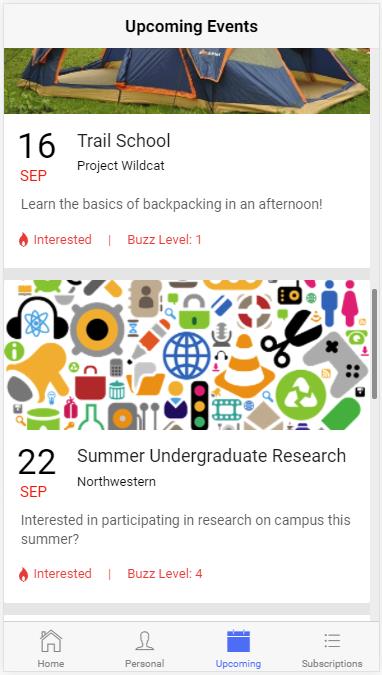 Upcoming Events
16
SEP
Trail School
Project Wildcat
Learn the basics of backpacking in an afternoon!
Interested | Buzz Level: 1
22
SEP
Summer Undergraduate Research
Northwestern
Interested in participating in research on campus this
summer?
Interested | Buzz Level: 4
Home
Personal
Upcoming
Subscriptions